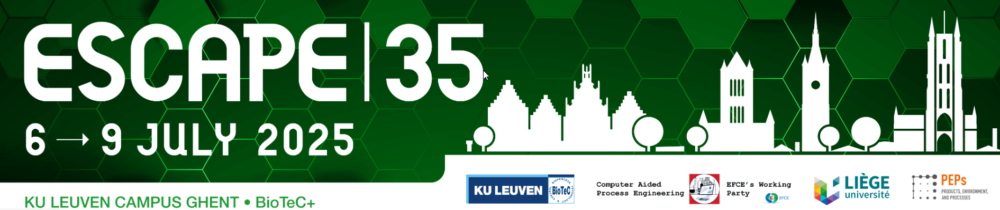 ESCAPE|35
6 → 9 JULY 2025
KU LEUVEN CAMPUS GHENT • BioTeC+
KU LEUVEN
BioTeC
Computer Aided
Process Engineering
EFCE's Working
Party
EFCE
LIÈGE
université
PEPs
PRODUCTS, ENVIRONMENT,
AND PROCESSES